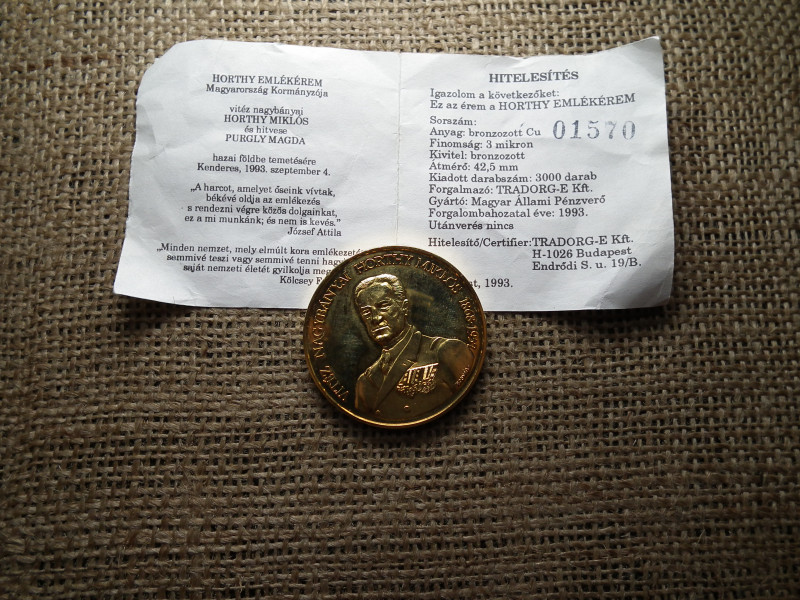 HORTHY EMLÉKÉREM
Magyarország Kormányzója
vitéz nagybányai
HORTHY MIKLÓS
és hitvese
PURGLY MAGDA
hazai földbe temetésére
Kenderes, 1993. szeptember 4.
„A harcot, amelyet őseink vívtak,
békévé oldja az emlékezés
s rendezni végre közös dolgainkat,
ez a mi munkánk; és nem is kevés.”
József Attila
„Minden nemzet, mely elmúlt kora
semmivé teszi vagy semmivé tenni
saját nemzeti életét gyilkolja
Kölcsey
HITELESÍTÉS
Igazolom a következőket:
Ez az érem a HORTHY EMLÉKÉREM
Sorszám: 01570
Anyag: bronzozott Cu
Finomság: 3 mikron
Kivitel: bronzozott
Átmérő: 42,5 mm
Kiadott darabszám: 3000 darab
Forgalmazó: TRADORG-E Kft.
Gyártó: Magyar Állami Pénzverő
Forgalombahozatal éve: 1993.
Utánverés nincs
Hitelesítő/Certifier: TRADORG-E Kft.
H-1026 Budapest
Endrődi S. u. 19/B.
1993.
VITÉZ NAGYBÁNYAI HORTHY MIKLÓS 1868-1957